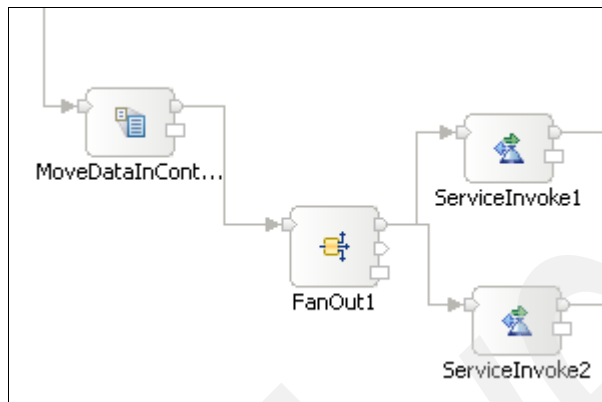 MoveDataInCont...
ServiceInvoke1
FanOut1
ServiceInvoke2